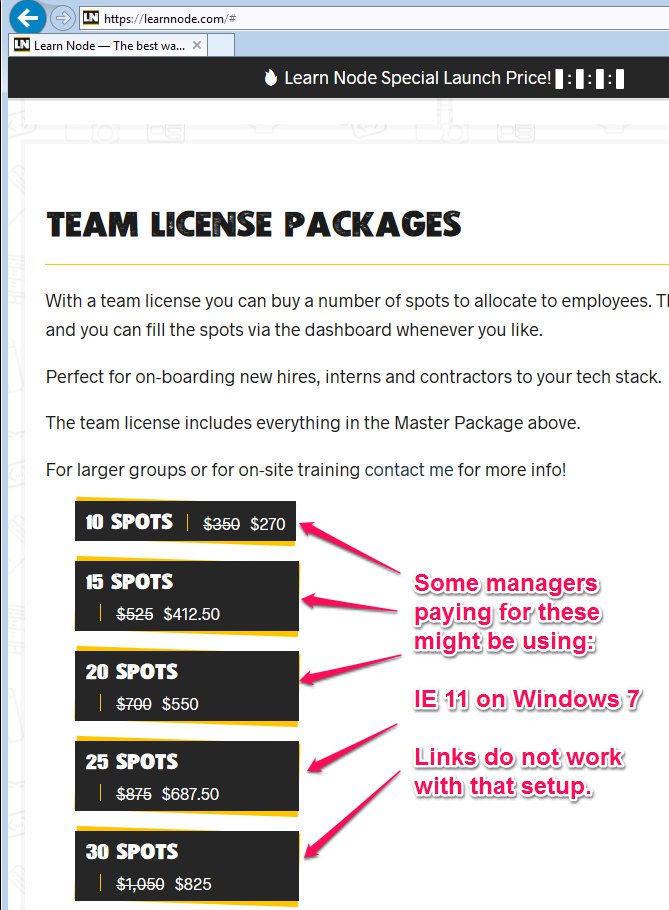 LN https://learnnode.com/#
LN Learn Node — The best wa... ×
Learn Node Special Launch Price! : : :
TEAM LICENSE PACKAGES
With a team license you can buy a number of spots to allocate to employees.
and you can fill the spots via the dashboard whenever you like.
Perfect for on-boarding new hires, interns and contractors to your tech stack.
The team license includes everything in the Master Package above.
For larger groups or for on-site training contact me for more info!
10 SPOTS | $350 $270
15 SPOTS
| $525 $412.50
20 SPOTS
| $700 $550
25 SPOTS
| $875 $687.50
30 SPOTS
| $1,050 $825
Some managers
paying for these
might be using:
IE 11 on Windows 7
Links do not work
with that setup.